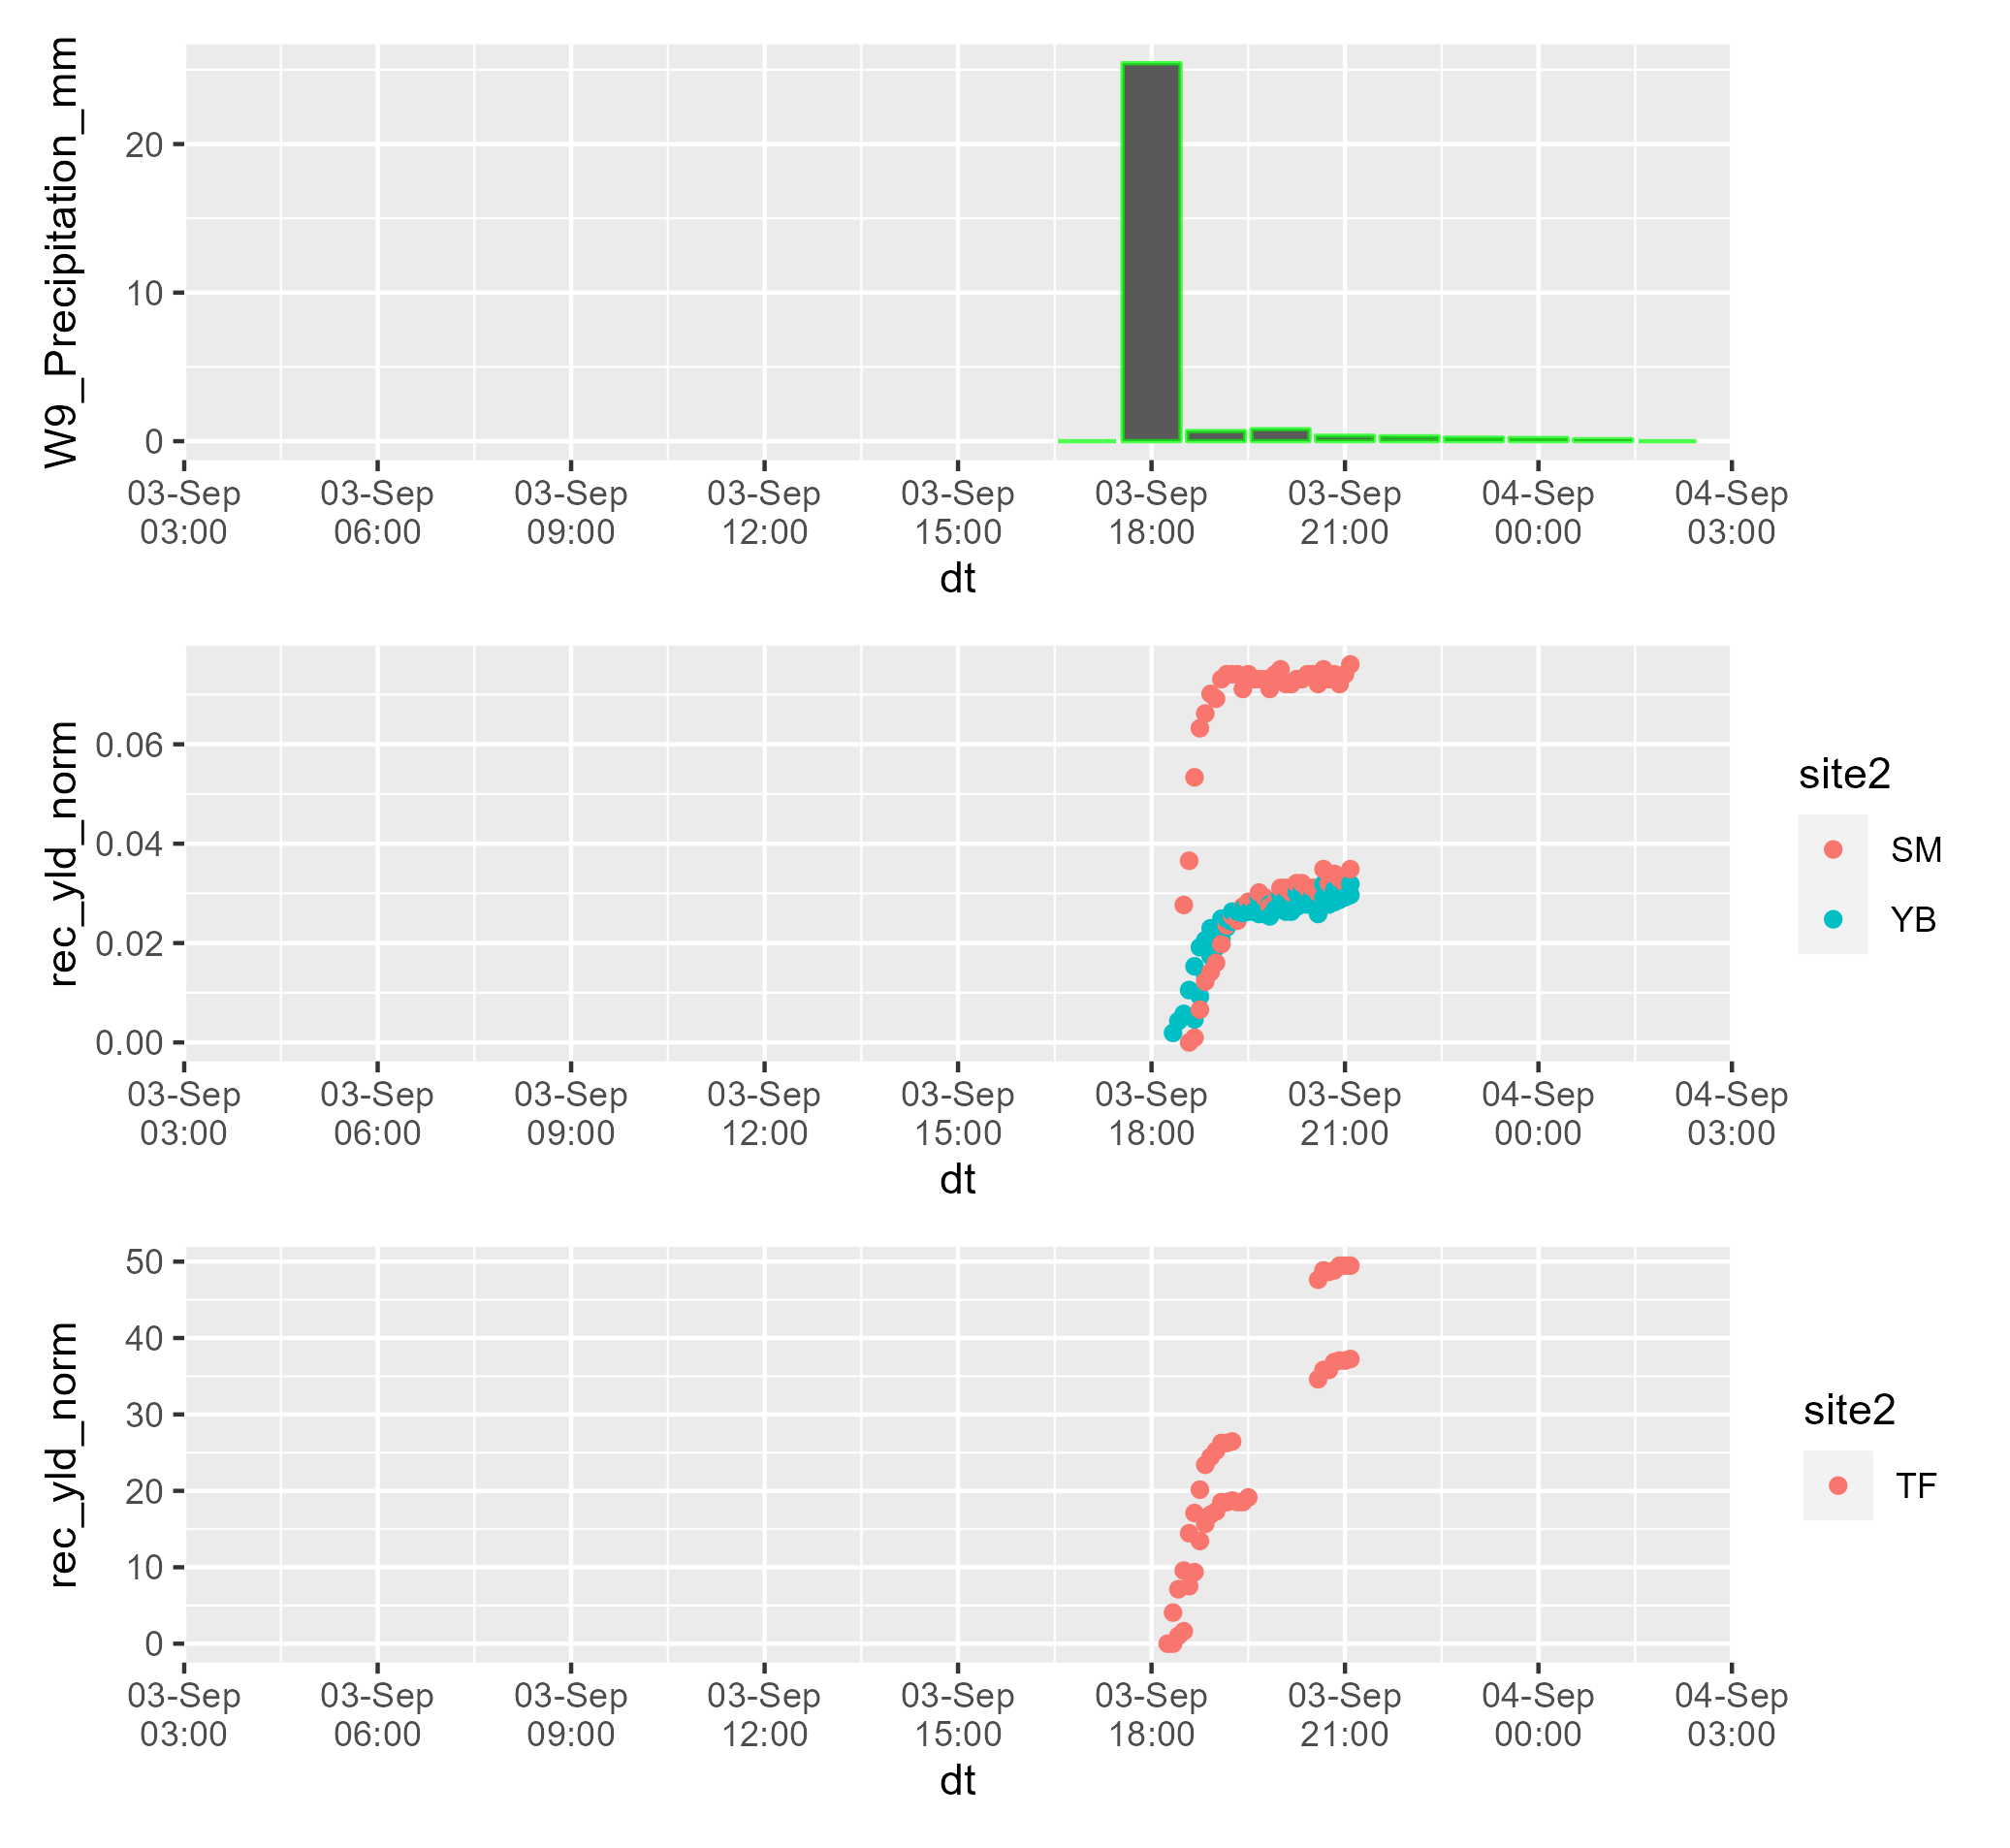 W9_Precipitation_mm
20
10
0
03-Sep 03-Sep 03-Sep 03-Sep 03-Sep 03-Sep 03-Sep 04-Sep 04-Sep
03:00 06:00 09:00 12:00 15:00 18:00 21:00 00:00 03:00
dt
rec_yld_norm
0.06
0.04
0.02
0.00
03-Sep 03-Sep 03-Sep 03-Sep 03-Sep 03-Sep 03-Sep 04-Sep 04-Sep
03:00 06:00 09:00 12:00 15:00 18:00 21:00 00:00 03:00
dt
site2
SM
YB
rec_yld_norm
50
40
30
20
10
0
03-Sep 03-Sep 03-Sep 03-Sep 03-Sep 03-Sep 03-Sep 04-Sep 04-Sep
03:00 06:00 09:00 12:00 15:00 18:00 21:00 00:00 03:00
dt
site2
TF